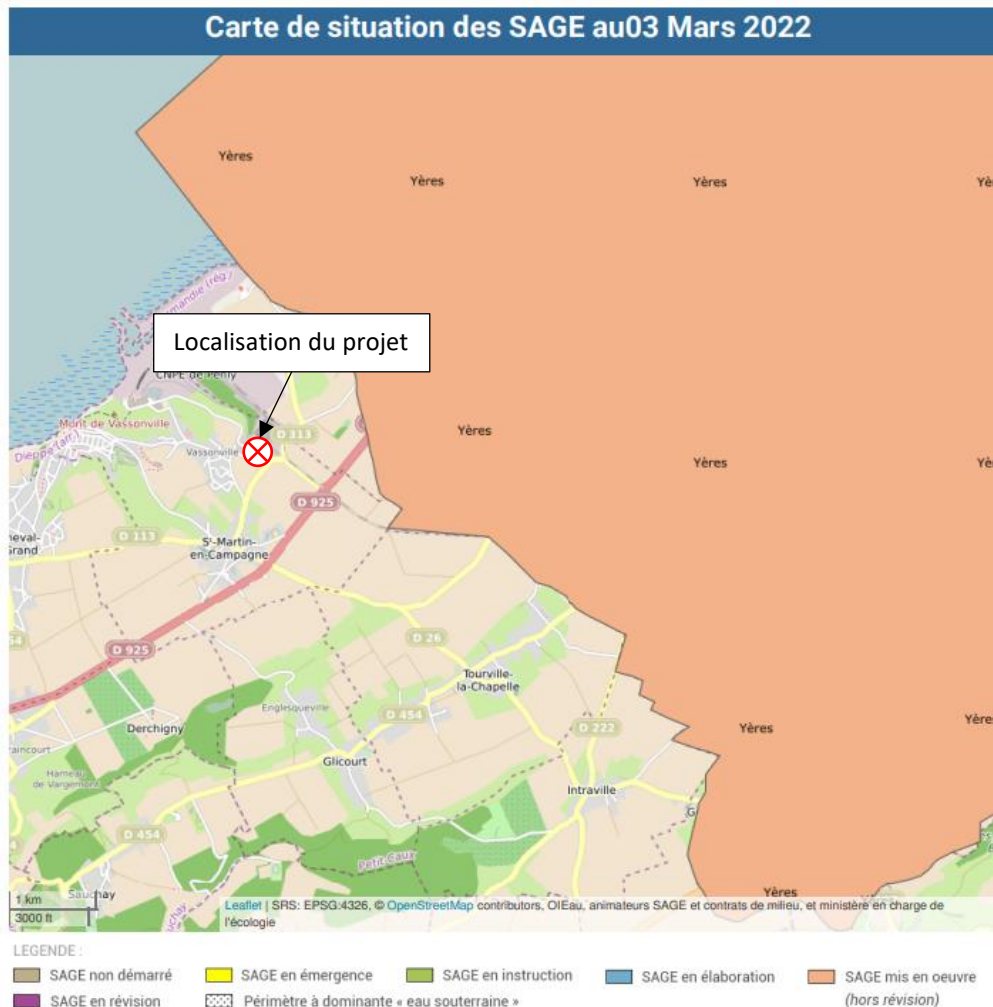 Carte de situation des SAGE au03 Mars 2022
Yères
Yères
Yères
Localisation du projet
CNPE de Penly
Mont de Vassonville
Dieppe (arr.)
Vassonville
D 113
Yères
Yères
D 925
D 113
St-Martin-
en-Campagne
D 26
D 925
Tourville-
la-Chapelle
Englesqueville
D 454
Derchigny
D 222
Yères
Yères
Glicourt
Hameau
de Vargemont
Intraville
D 454
Petit-Caux
Sauchay
Yères
1 km
3000 ft
Leaflet | SRS: EPSG:4326, © OpenStreetMap contributors, OIEau, animateurs SAGE et contrats de milieu, et ministère en charge de
l'écologie
LEGENDE :
SAGE non démarré
SAGE en émergence
SAGE en instruction
SAGE en élaboration
SAGE mis en oeuvre
(hors révision)
SAGE en révision
Périmètre à dominante « eau souterraine »